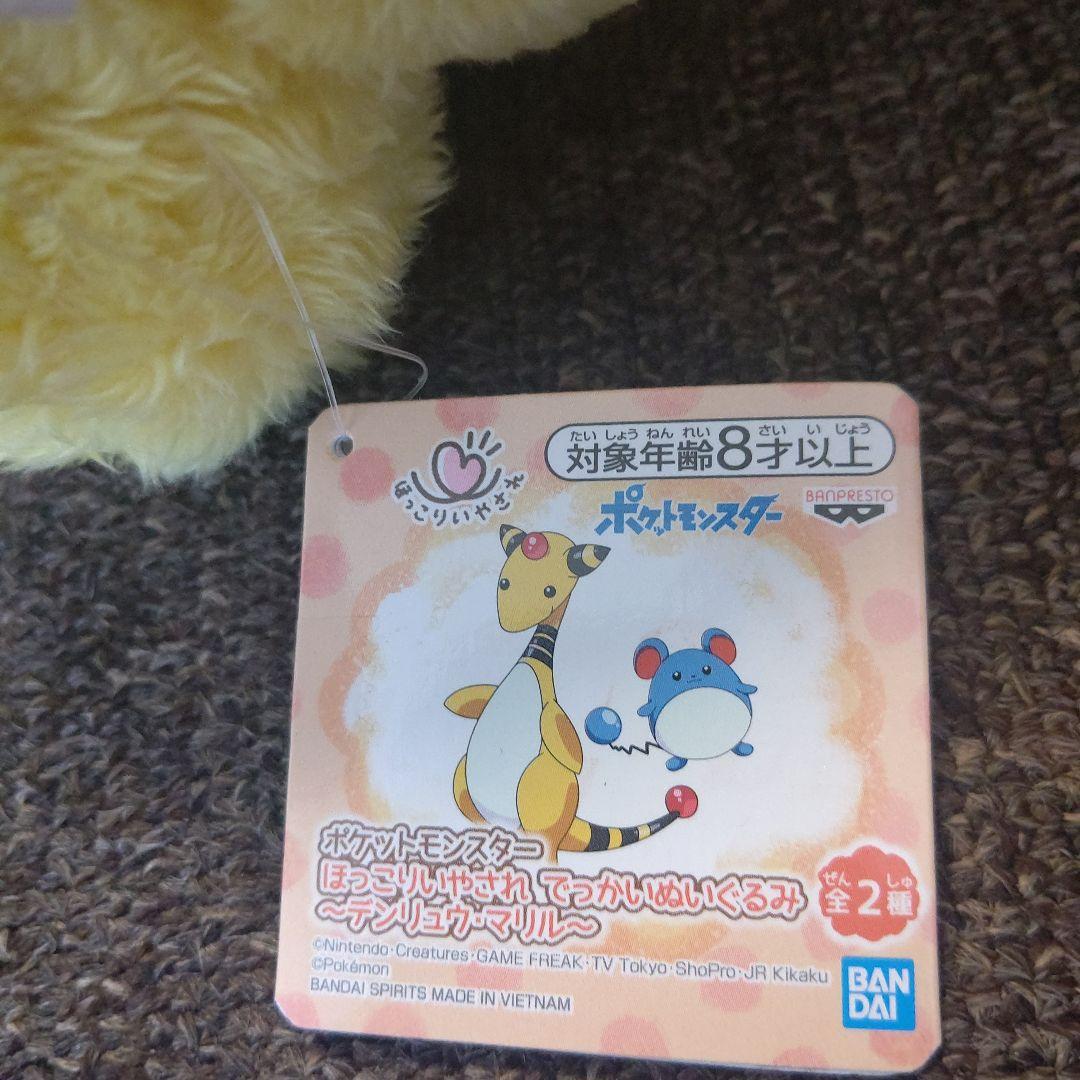 たいしょうねんれい さいいじょう
対象年齢8才以上
ほっこりいやされ
ポケットモンスター
BANPRESTO
ポケットモンスター
ほっこりいやされ でっかいぬいぐるみ
～デンリュウ・マリル～
ぜん しゅ
全2種
©Nintendo・Creatures・GAME FREAK・TV Tokyo・ShoPro・JR Kikaku
©Pokémon
BANDAI SPIRITS MADE IN VIETNAM
BAN
DAI